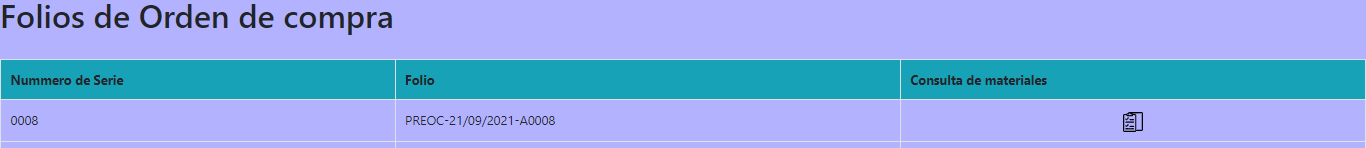 Folios de Orden de compra
Nummero de Serie Folio Consulta de materiales
0008 PREOC-21/09/2021-A0008